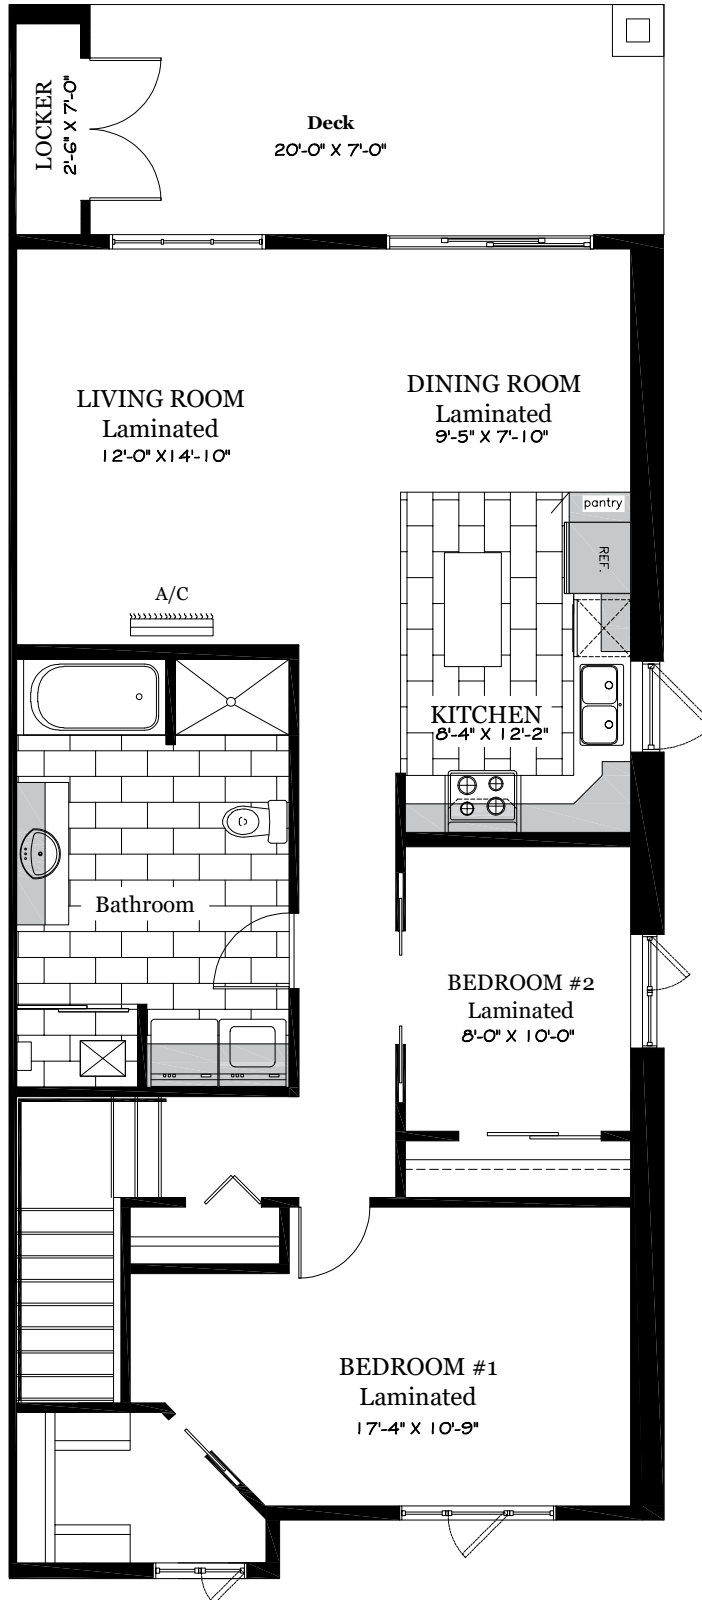 LOCKER
2'-6" X 7'-0"
Deck
20'-0" X 7'-0"
LIVING ROOM
Laminated
12'-0" X14'-10"
DINING ROOM
Laminated
9'-5" X 7'-10"
pantry
REF.
A/C
KITCHEN
8'-4" X 12'-2"
Bathroom
BEDROOM #2
Laminated
8'-0" X 10'-0"
BEDROOM #1
Laminated
17'-4" X 10'-9"